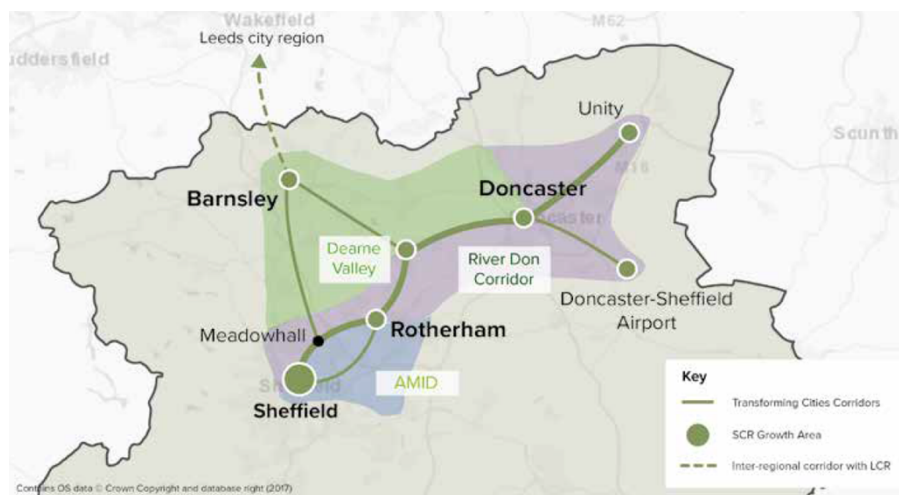 Wakefield
M62
Leeds city region
uddersfield
Unity
Scunth
M18
Barnsley
Doncaster
caster
Dearne
Valley
River Don
Corridor
Doncaster-Sheffield
Airport
Meadowhall
Rotherham
AMID
Sheffield
Key
Transforming Cities Corridors
SCR Growth Area
Inter-regional corridor with LCR
Contains OS data © Crown Copyright and database right (2017)